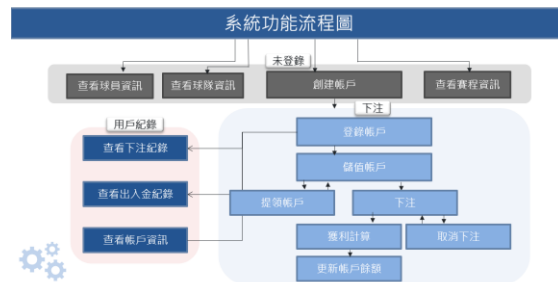 系統功能流程圖
未登錄
查看球員資訊
查看球隊資訊
創建帳戶
查看賽程資訊
下注
用戶紀錄
登錄帳戶
查看下注紀錄
儲值帳戶
查看出入金紀錄
提領帳戶
下注
查看帳戶資訊
獲利計算
取消下注
更新帳戶餘額